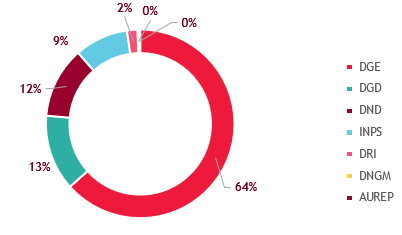 2%
0%
0%
9%
12%
13%
64%
DGE
DGD
DND
INPS
DRI
DNGM
AUREP